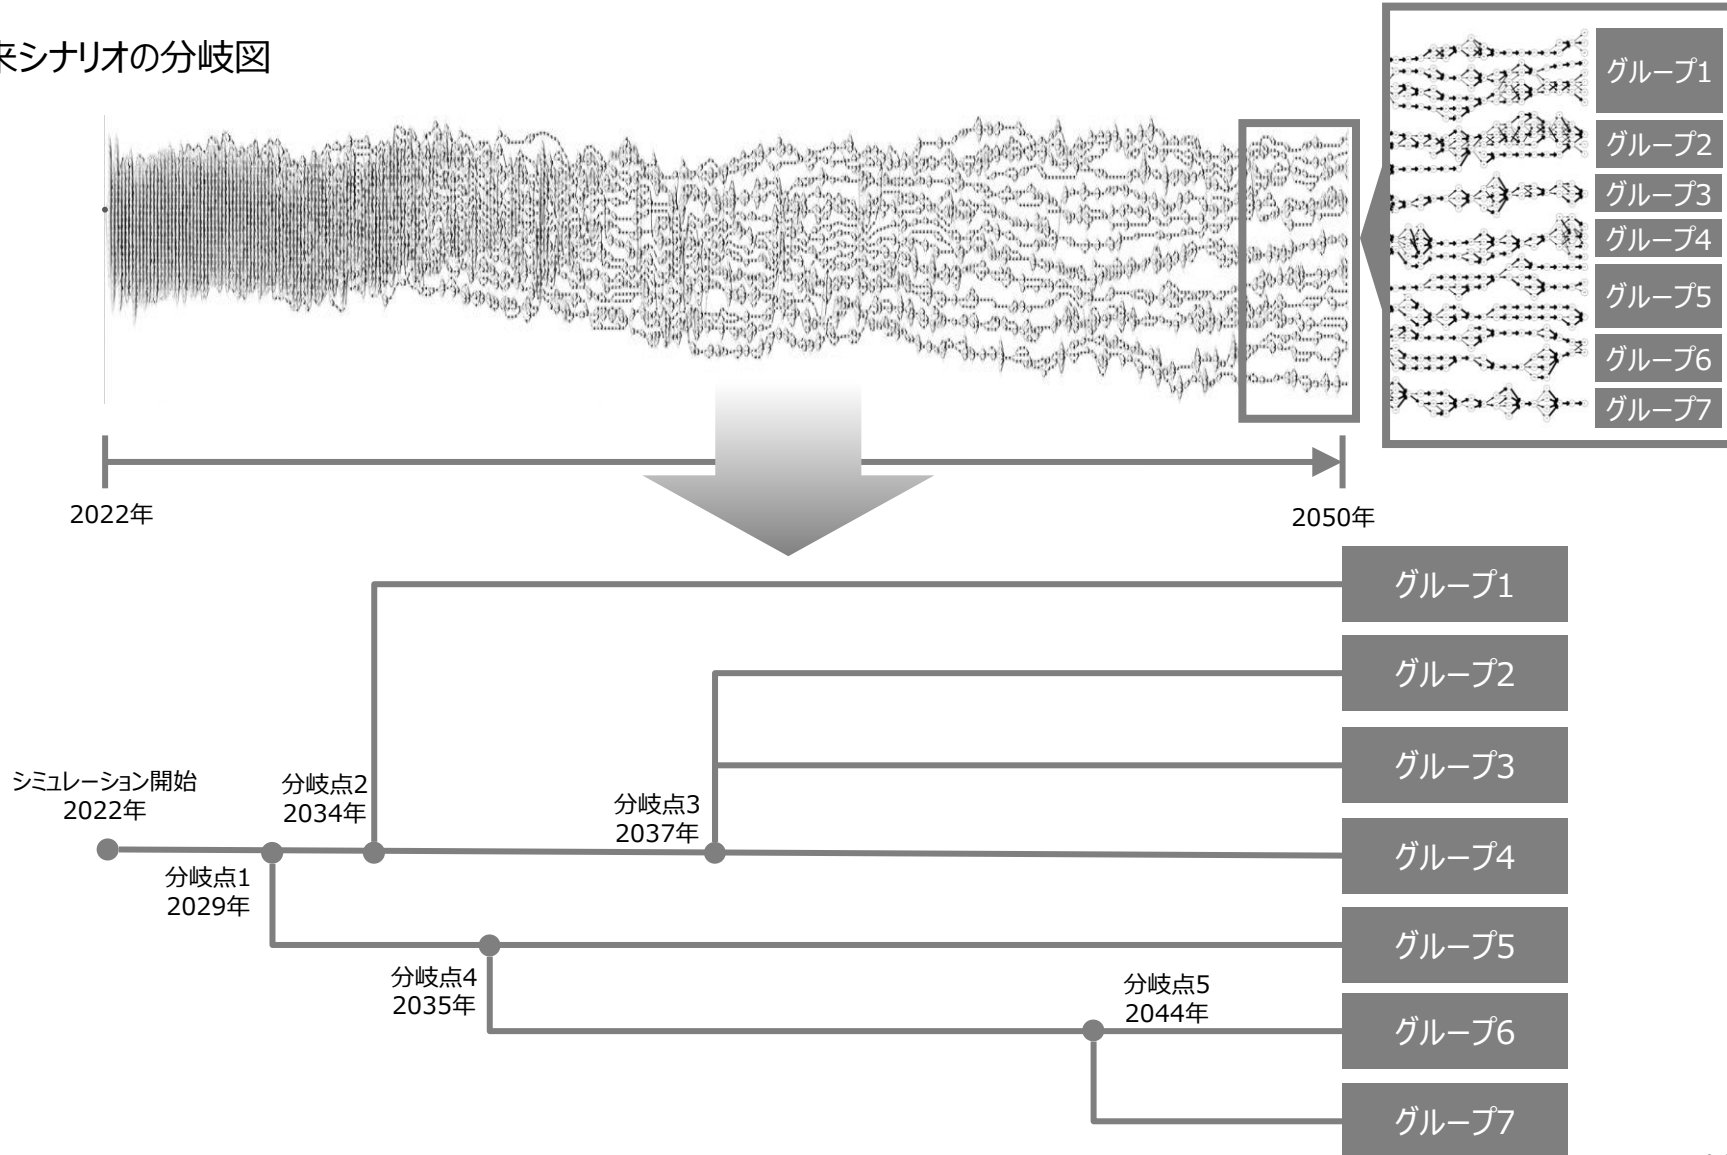 来シナリオの分岐図
グループ1
グループ2
グループ3
グループ4
グループ5
グループ6
グループ7
2022年
2050年
グループ1
グループ2
グループ3
グループ4
グループ5
グループ6
グループ7
シミュレーション開始
2022年
分岐点2
2034年
分岐点3
2037年
分岐点1
2029年
分岐点4
2035年
分岐点5
2044年